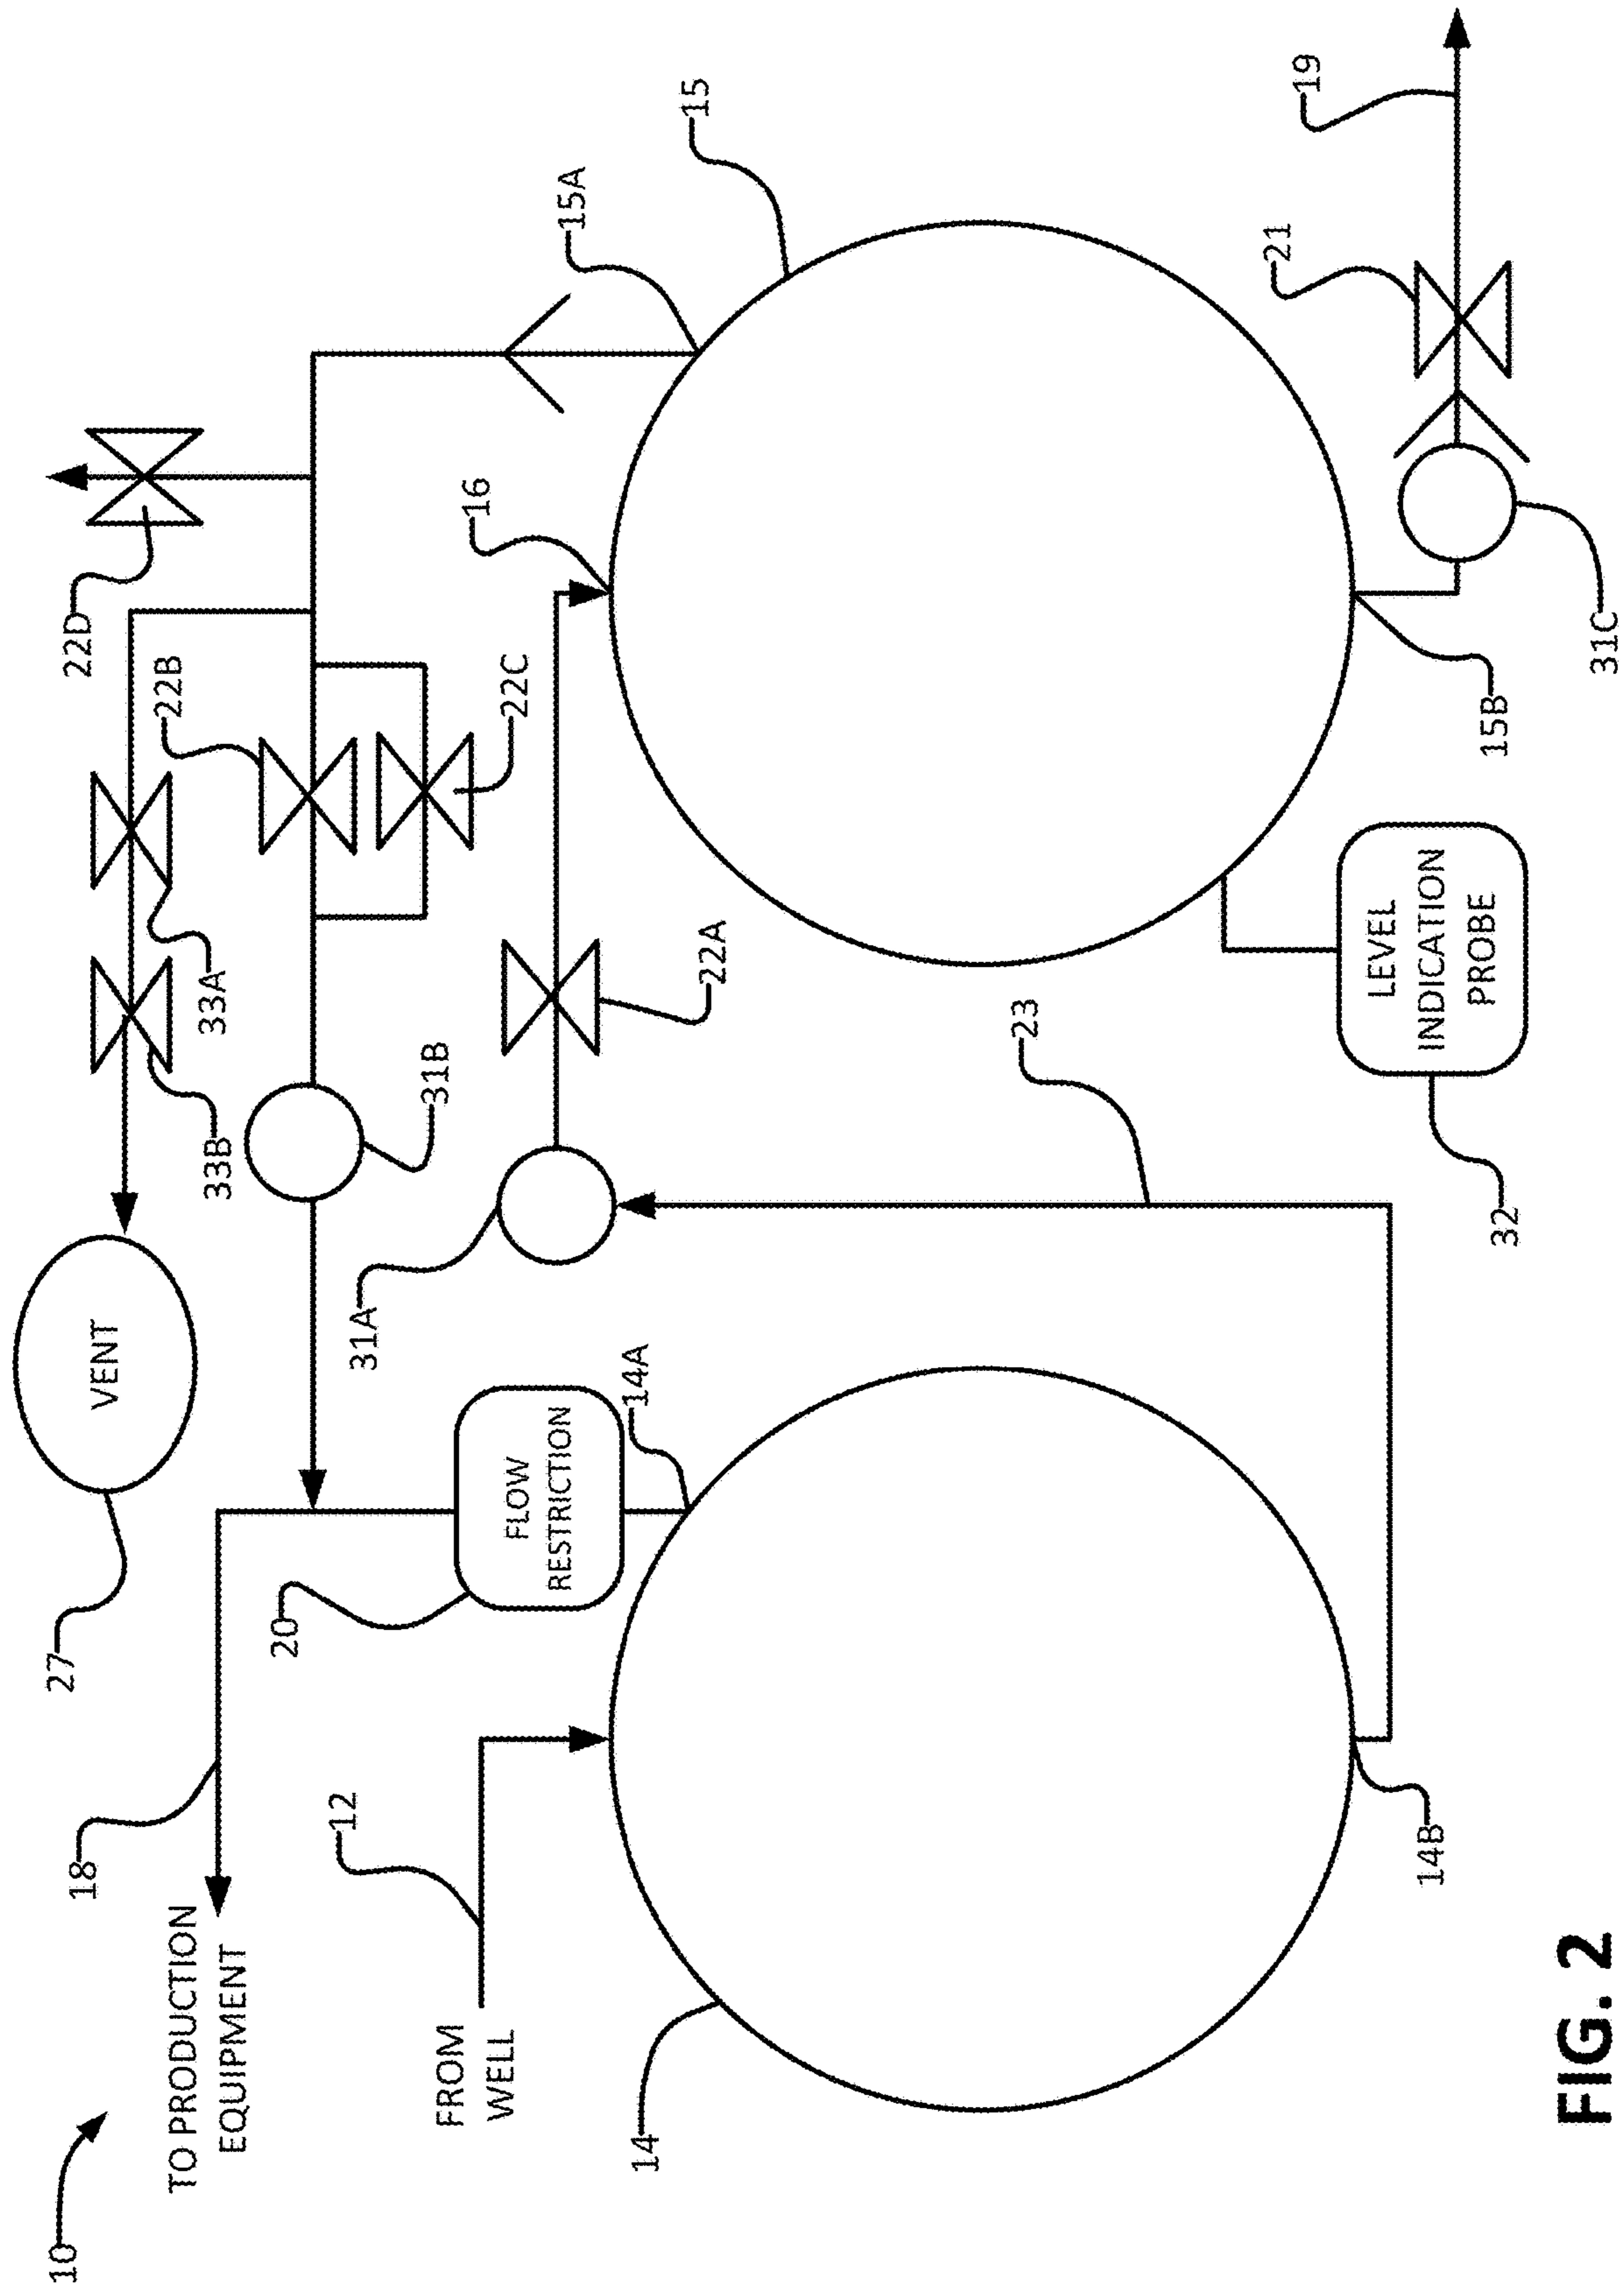 10
TO PRODUCTION
EQUIPMENT
18
27
VENT
33B
33A
22D
22B
22C
31B
FROM
WELL
12
20
FLOW
RESTRICTION
14A
31A
22A
16
15A
15
14
14B
23
32
LEVEL
INDICATION
PROBE
15B
31C
21
19
FIG. 2